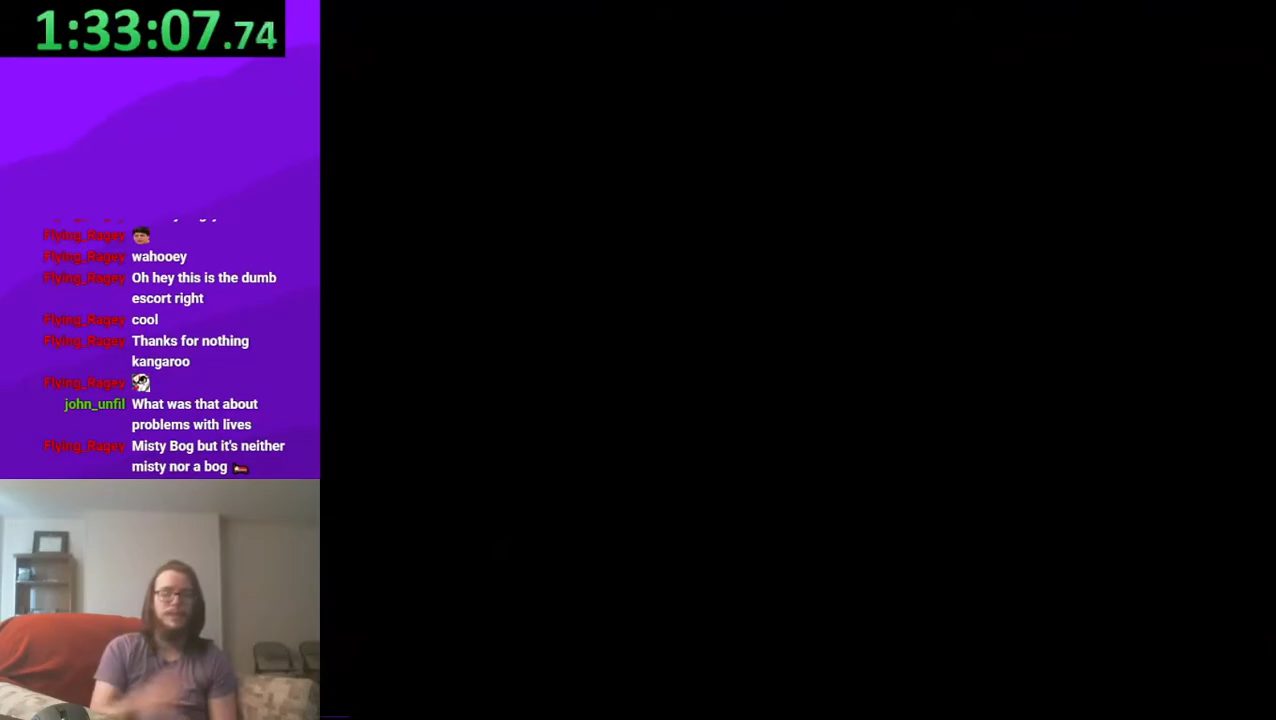 1:33:07.74
Flying_Ragey
Flying_Ragey wahooey
Flying_Ragey Oh hey this is the dumb
escort right
Flying_Ragey cool
Flying_Ragey Thanks for nothing
kangaroo
Flying_Ragey
john_unfil What was that about
problems with lives
Flying_Ragey Misty Bog but it's neither
misty nor a bog